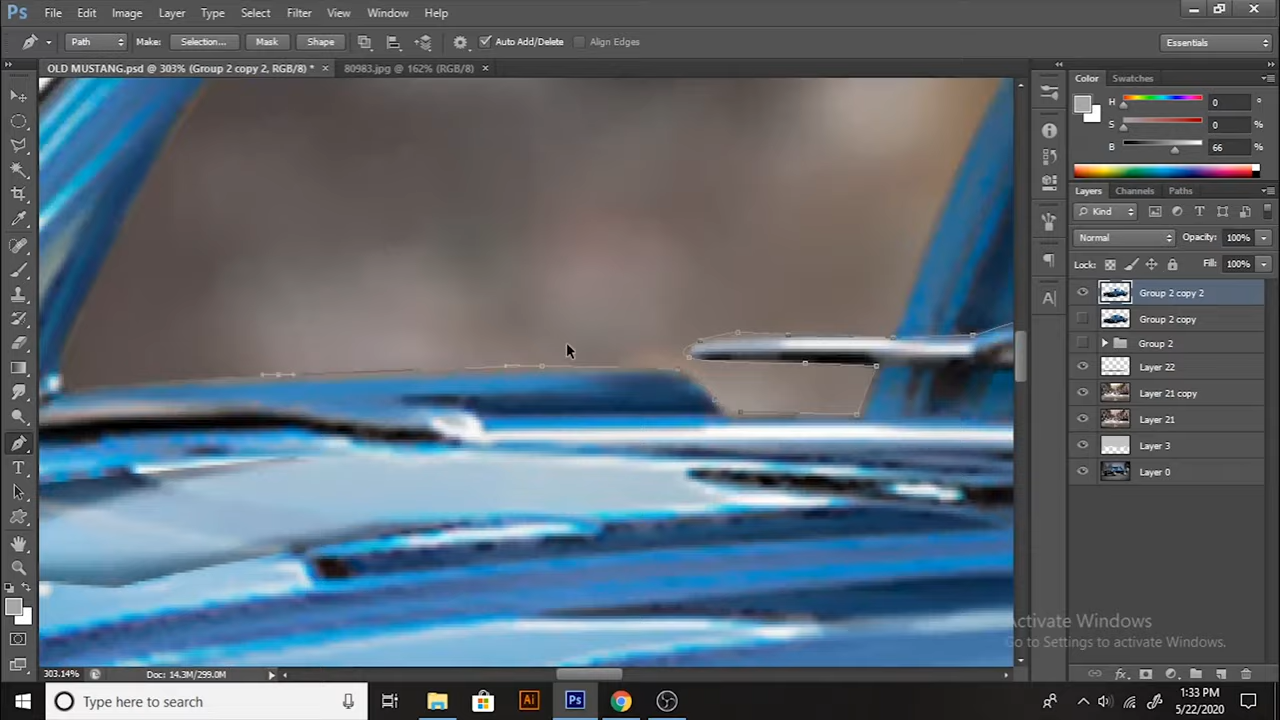 Ps File Edit Image Layer Type Select Filter View Window Help
Path Make: Selection... Mask Shape Auto Add/Delete Align Edges Essentials
OLD MUSTANG.psd @ 303% (Group 2 copy 2, RGB/8) * × 80983.jpg @ 162% (RGB/8) ×
Color Swatches
H 0 °
S 0 %
B 66 %
Layers Channels Paths
Kind
Normal Opacity: 100%
Lock: Fill: 100%
Group 2 copy 2
Group 2 copy
Group 2
Layer 22
Layer 21 copy
Layer 21
Layer 3
Layer 0
Activate Windows
Go to Settings to activate Windows.
303.14% Doc: 14.3M/299.0M
Type here to search
Ai Ps
1:33 PM
5/22/2020